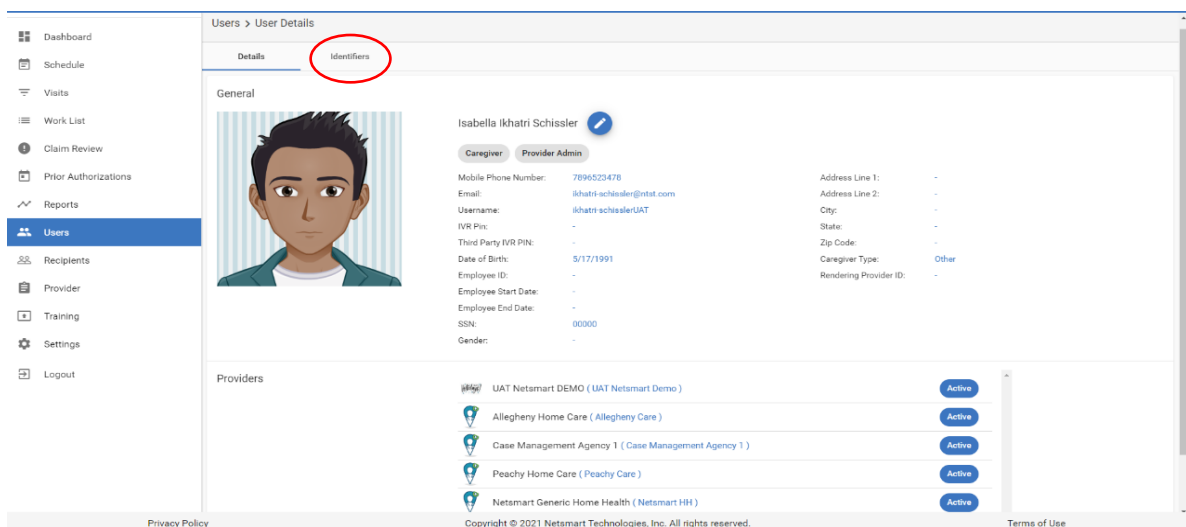 Users > User Details
Dashboard
Schedule
Visits
Work List
Claim Review
Prior Authorizations
Reports
Users
Recipients
Provider
Training
Settings
Logout
Details Identifiers
General
Isabella Ikhatri Schissler
Caregiver Provider Admin
Mobile Phone Number: 7896523478 Address Line 1: -
Email: ikhatri-schissler@ntst.com Address Line 2: -
Username: ikhatri-schisslerUAT City: -
IVR Pin: - State: -
Third Party IVR PIN: - Zip Code: -
Date of Birth: 5/17/1991 Caregiver Type: Other
Employee ID: - Rendering Provider ID: -
Employee Start Date: -
Employee End Date: -
SSN: 00000
Gender: -
Providers
UAT Netsmart DEMO ( UAT Netsmart Demo ) Active
Allegheny Home Care ( Allegheny Care ) Active
Case Management Agency 1 ( Case Management Agency 1 ) Active
Peachy Home Care ( Peachy Care ) Active
Netsmart Generic Home Health ( Netsmart HH ) Active
Privacy Policy Copyright © 2021 Netsmart Technologies, Inc. All rights reserved. Terms of Use